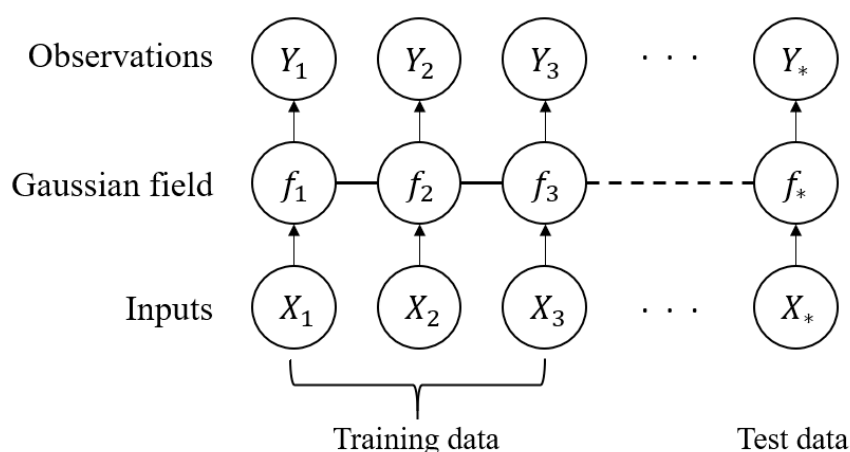 Observations Y₁ Y₂ Y₃ · · · Y*
Gaussian field f₁ f₂ f₃ f*
Inputs X₁ X₂ X₃ · · · X*
Training data Test data